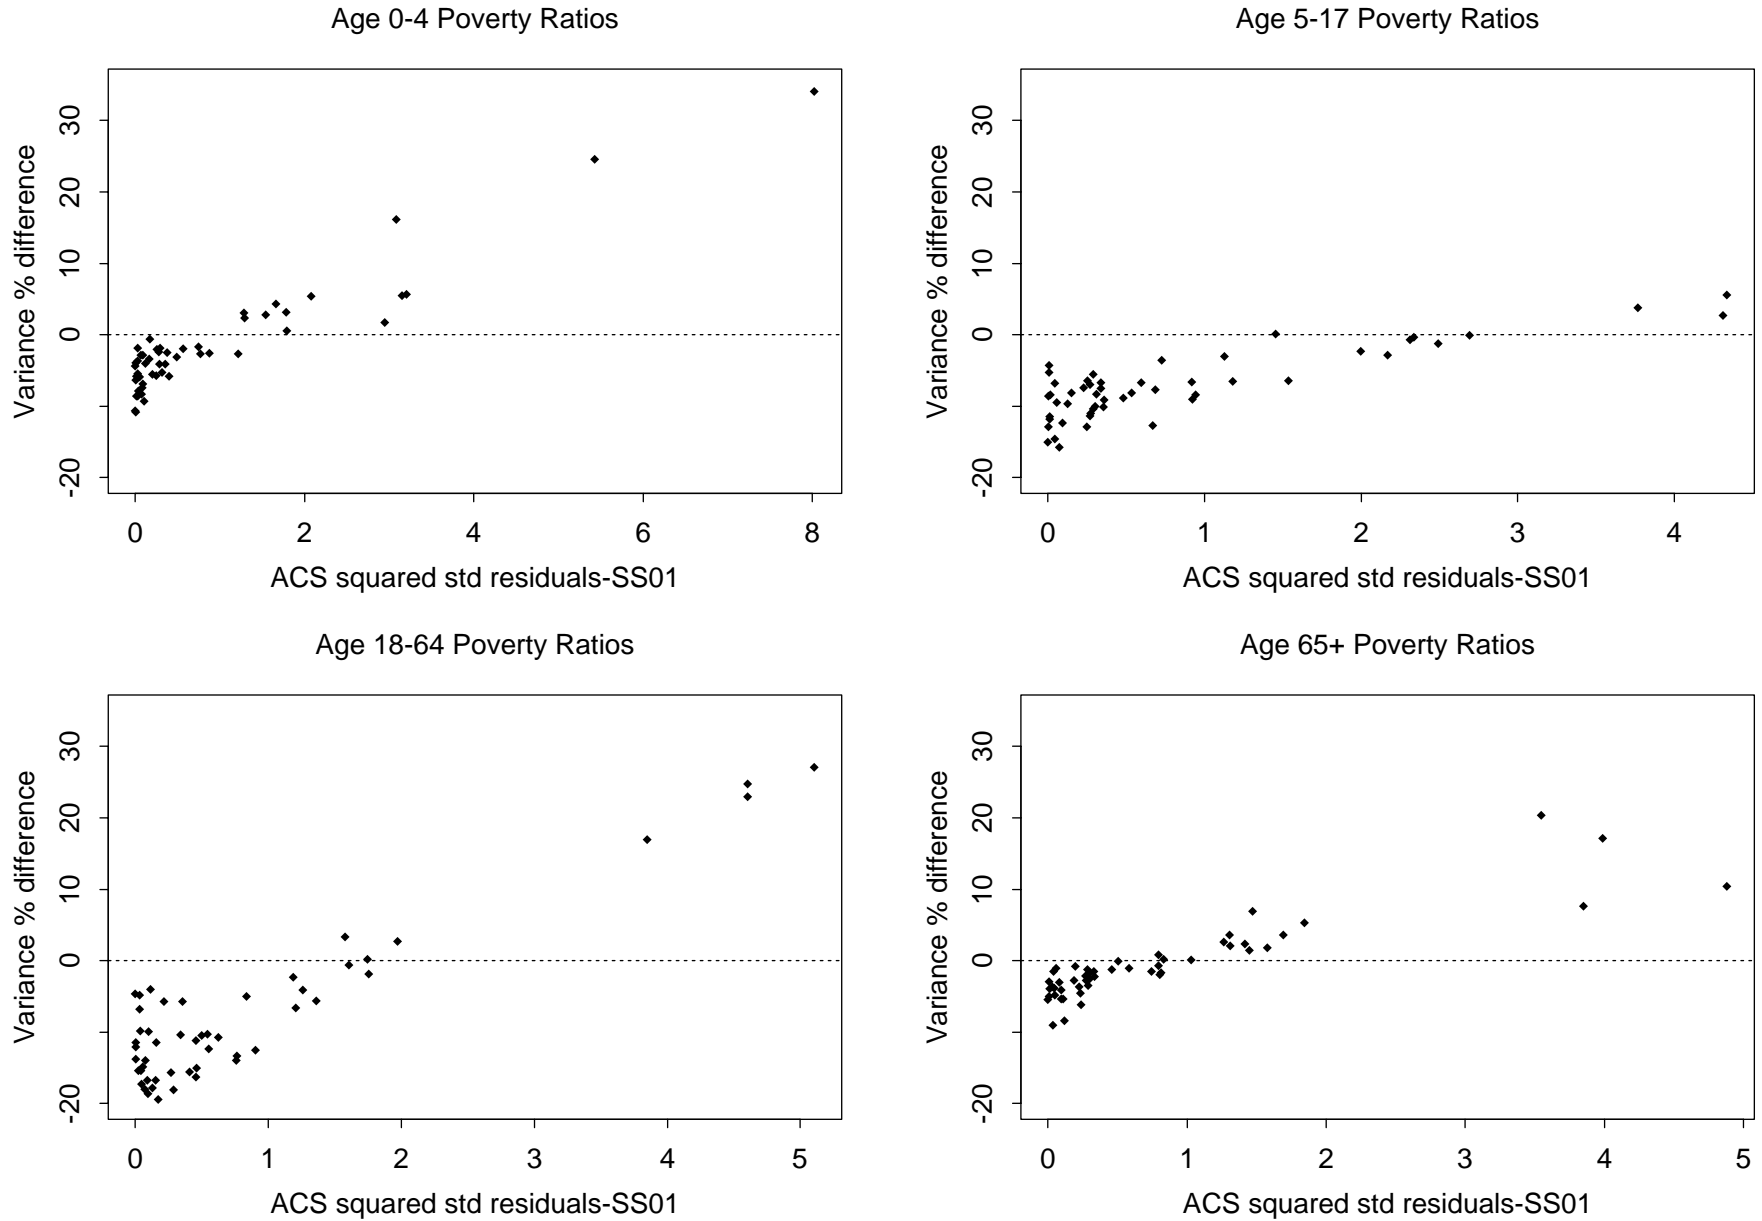 Age 0-4 Poverty Ratios
Variance % difference
30
20
10
0
-20
0 2 4 6 8
ACS squared std residuals-SS01
Age 5-17 Poverty Ratios
Variance % difference
30
20
10
0
-20
0 1 2 3 4
ACS squared std residuals-SS01
Age 18-64 Poverty Ratios
Variance % difference
30
20
10
0
-20
0 1 2 3 4 5
ACS squared std residuals-SS01
Age 65+ Poverty Ratios
Variance % difference
30
20
10
0
-20
0 1 2 3 4 5
ACS squared std residuals-SS01